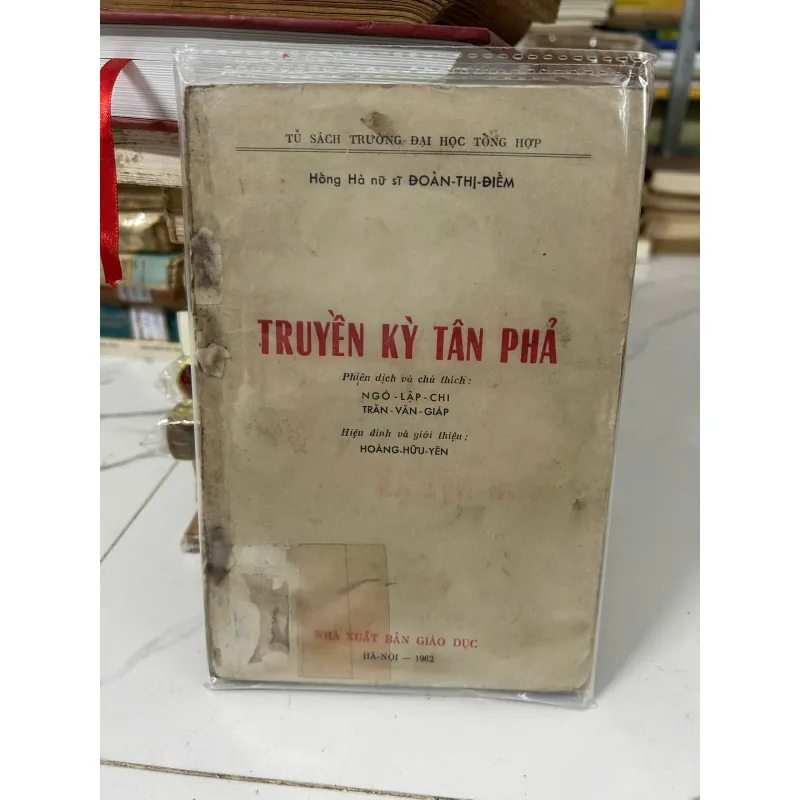 TỦ SÁCH TRƯỜNG ĐẠI HỌC TỔNG HỢP
Hồng Hà nữ sĩ ĐOÀN-THỊ-ĐIỂM
TRUYỀN KỲ TÂN PHẢ
Phiên dịch và chú thích :
NGÔ - LẬP - CHI
TRẦN - VĂN - GIÁP
Hiệu đính và giới thiệu :
HOÀNG-HỮU-YÊN
NHÀ XUẤT BẢN GIÁO DỤC
HÀ-NỘI — 1962